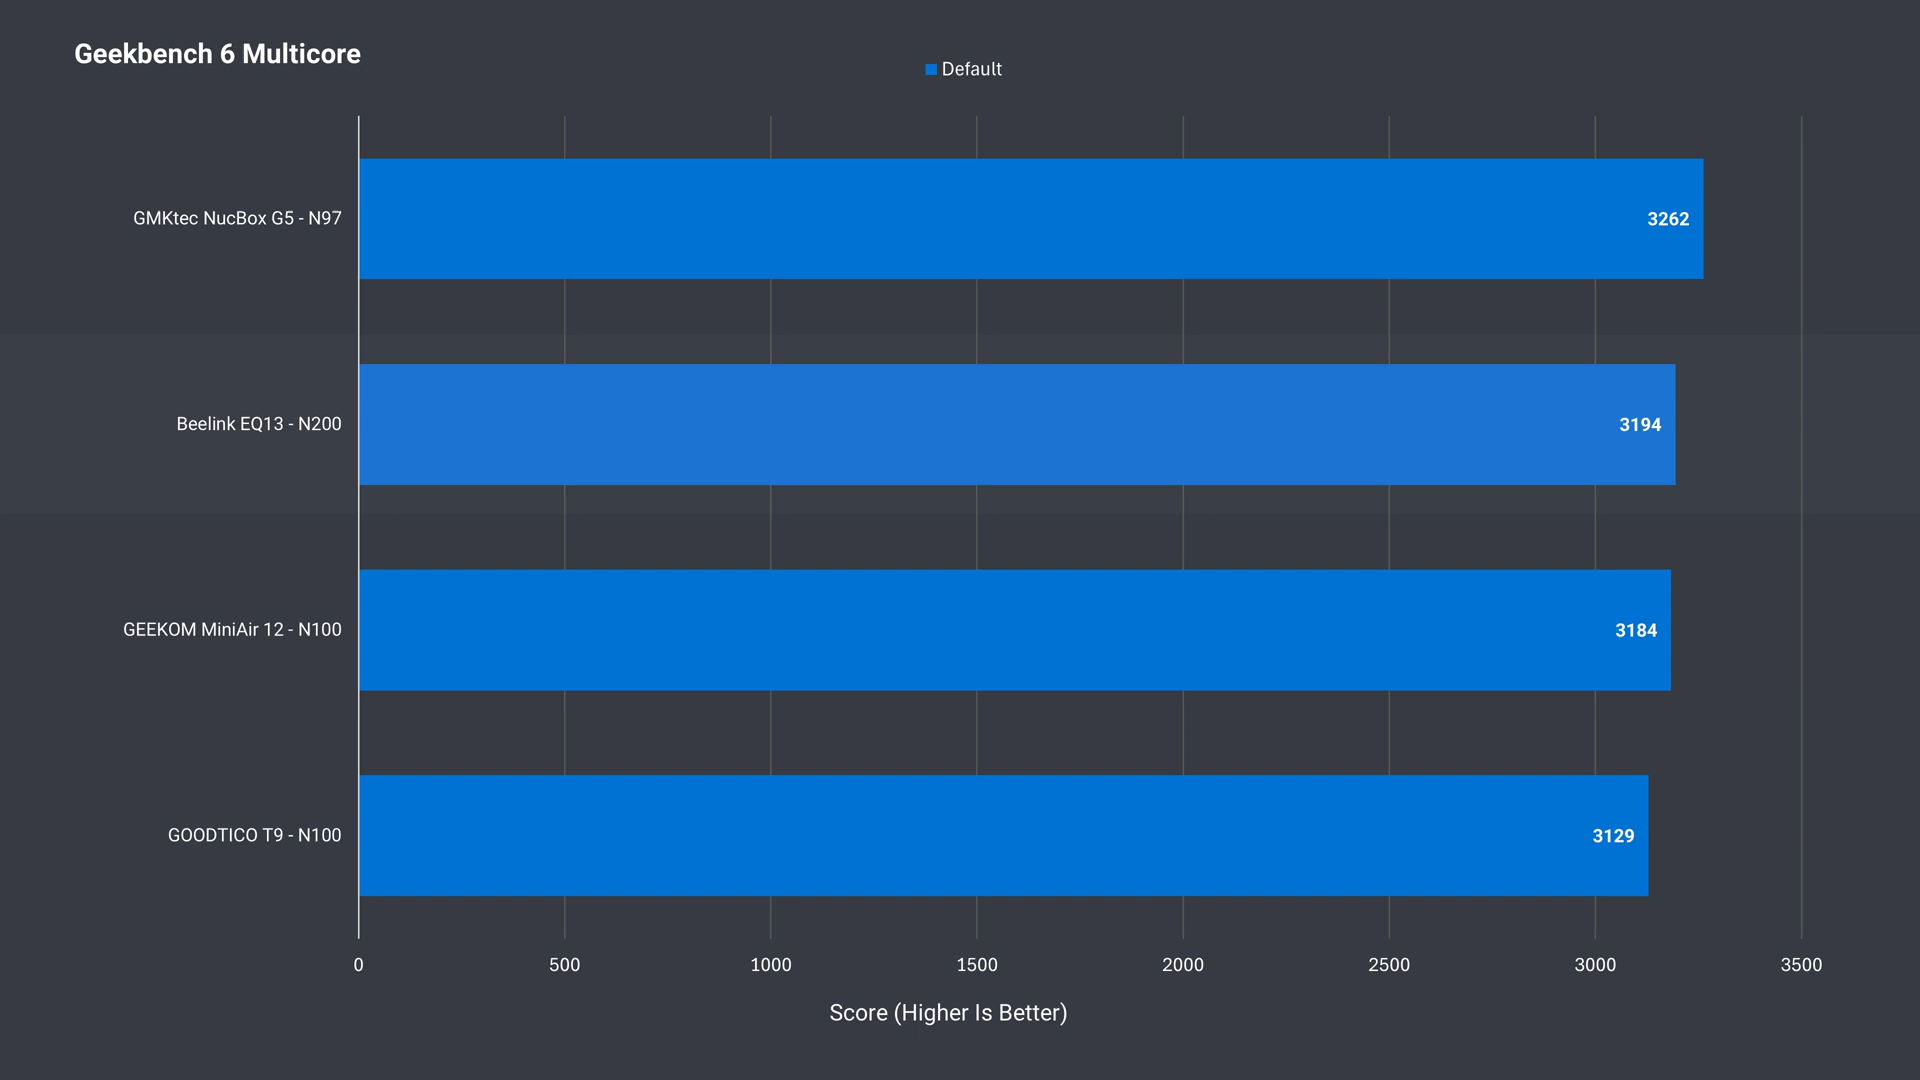 Geekbench 6 Multicore
Default
GMKtec NucBox G5 - N97
3262
Beelink EQ13 - N200
3194
GEEKOM MiniAir 12 - N100
3184
GOODTICO T9 - N100
3129
0 500 1000 1500 2000 2500 3000 3500
Score (Higher Is Better)